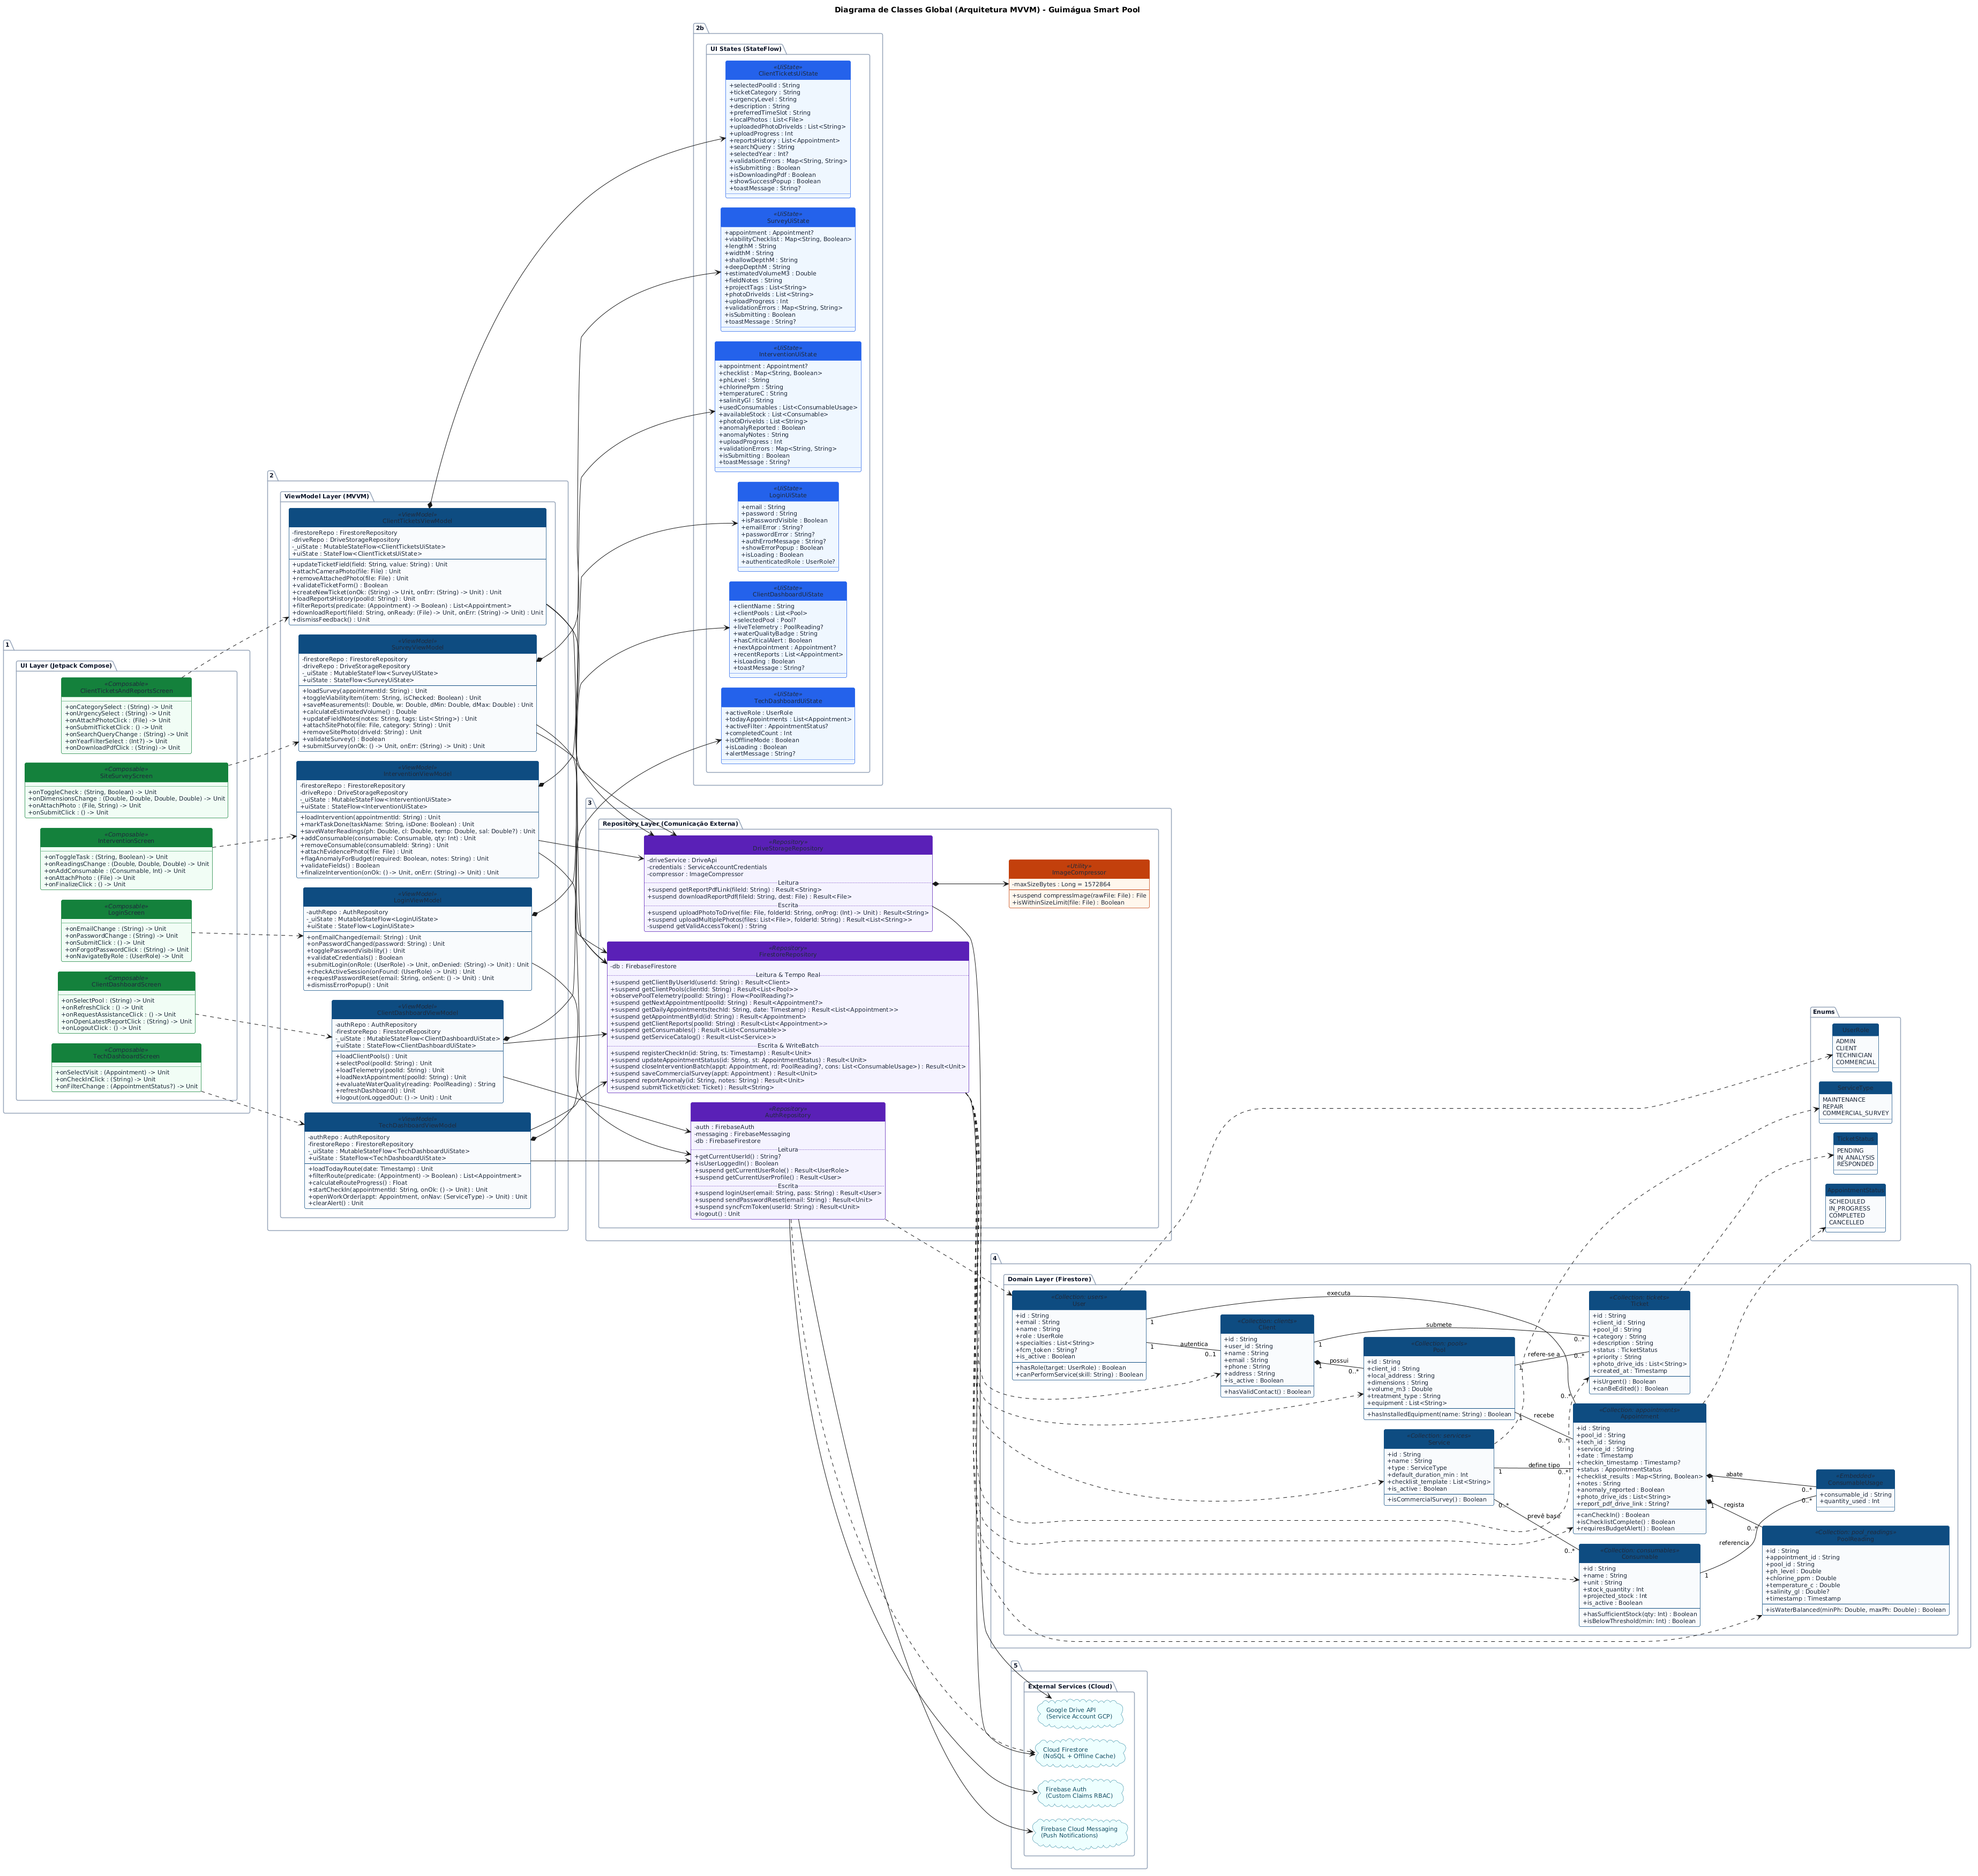 Diagrama de Classes Global (Arquitetura MVVM) - Guimágua Smart Pool
2b
UI States (StateFlow)
«UIState»
ClientTicketsUiState
+selectedPoolId : String
+ticketCategory : String
+urgencyLevel : String
+description : String
+preferredTimeSlot : String
+localPhotos : List<File>
+uploadedPhotoDriveIds : List<String>
+uploadProgress : Int
+reportsHistory : List<Appointment>
+searchQuery : String
+selectedYear : Int?
+validationErrors : Map<String, String>
+isSubmitting : Boolean
+isDownloadingPdf : Boolean
+showSuccessPopup : Boolean
+toastMessage : String?
«UIState»
SurveyUiState
+appointment : Appointment?
+viabilityChecklist : Map<String, Boolean>
+lengthM : String
+widthM : String
+shallowDepthM : String
+deepDepthM : String
+estimatedVolumeM3 : Double
+fieldNotes : String
+projectTags : List<String>
+photoDriveIds : List<String>
+uploadProgress : Int
+validationErrors : Map<String, String>
+isSubmitting : Boolean
+toastMessage : String?
«UIState»
InterventionUiState
+appointment : Appointment?
+checklist : Map<String, Boolean>
+phLevel : String
+chlorinePpm : String
+temperatureC : String
+salinityGl : String
+usedConsumables : List<ConsumableUsage>
+availableStock : List<Consumable>
+photoDriveIds : List<String>
+anomalyReported : Boolean
+anomalyNotes : String
+uploadProgress : Int
+validationErrors : Map<String, String>
+isSubmitting : Boolean
+toastMessage : String?
«UIState»
LoginUiState
+email : String
+password : String
+isPasswordVisible : Boolean
+emailError : String?
+passwordError : String?
+authErrorMessage : String?
+showErrorPopup : Boolean
+isLoading : Boolean
+authenticatedRole : UserRole?
«UIState»
ClientDashboardUiState
+clientName : String
+clientPools : List<Pool>
+selectedPool : Pool?
+liveTelemetry : PoolReading?
+waterQualityBadge : String
+hasCriticalAlert : Boolean
+nextAppointment : Appointment?
+recentReports : List<Appointment>
+isLoading : Boolean
+toastMessage : String?
«UIState»
TechDashboardUiState
+activeRole : UserRole
+todayAppointments : List<Appointment>
+activeFilter : AppointmentStatus?
+completedCount : Int
+isOfflineMode : Boolean
+isLoading : Boolean
+alertMessage : String?
2
ViewModel Layer (MVVM)
«ViewModel»
ClientTicketViewModel
-firestoreRepo : FirestoreRepository
-driveRepo : DriveStorageRepository
-_uiState : MutableStateFlow<ClientTicketsUiState>
+uiState : StateFlow<ClientTicketsUiState>
+updateTicketField(field: String, value: String) : Unit
+attachCameraPhoto(file: File) : Unit
+removeAttachedPhoto(file: File) : Unit
+validateTicketForm() : Boolean
+createNewTicket(onOk: (String) -> Unit, onErr: (String) -> Unit) : Unit
+loadReportsHistory(poolId: String) : Unit
+filterReports(predicate: (Appointment) -> Boolean) : List<Appointment>
+downloadReport(fileId: String, onReady: (File) -> Unit, onErr: (String) -> Unit) : Unit
+dismissFeedback() : Unit
«ViewModel»
SurveyViewModel
-firestoreRepo : FirestoreRepository
-driveRepo : DriveStorageRepository
-_uiState : MutableStateFlow<SurveyUiState>
+uiState : StateFlow<SurveyUiState>
+loadSurvey(appointmentId: String) : Unit
+toggleViabilityItem(item: String, isChecked: Boolean) : Unit
+saveMeasurements(l: Double, w: Double, dMin: Double, dMax: Double) : Unit
+calculateEstimatedVolume() : Double
+updateFieldNotes(notes: String, tags: List<String>) : Unit
+attachSitePhoto(file: File, category: String) : Unit
+removeSitePhoto(driveId: String) : Unit
+validateSurvey() : Boolean
+submitSurvey(onOk: () -> Unit, onErr: (String) -> Unit) : Unit
«ViewModel»
InterventionViewModel
-firestoreRepo : FirestoreRepository
-driveRepo : DriveStorageRepository
-_uiState : MutableStateFlow<InterventionUiState>
+uiState : StateFlow<InterventionUiState>
+loadIntervention(appointmentId: String) : Unit
+markTaskDone(taskName: String, isDone: Boolean) : Unit
+saveWaterReadings(ph: Double, cl: Double, temp: Double, sal: Double?) : Unit
+addConsumable(consumable: Consumable, qty: Int) : Unit
+removeConsumable(consumableId: String) : Unit
+attachEvidencePhoto(file: File) : Unit
+flagAnomalyForBudget(required: Boolean, notes: String) : Unit
+validateFields() : Boolean
+finalizeIntervention(onOk: () -> Unit, onErr: (String) -> Unit) : Unit
«ViewModel»
LoginViewModel
-authRepo : AuthRepository
-_uiState : MutableStateFlow<LoginUiState>
+uiState : StateFlow<LoginUiState>
+onEmailChanged(email: String) : Unit
+onPasswordChanged(password: String) : Unit
+togglePasswordVisibility() : Unit
+validateCredentials() : Boolean
+submitLogin(onRole: (UserRole) -> Unit, onDenied: (String) -> Unit) : Unit
+checkActiveSession(onFound: (UserRole) -> Unit) : Unit
+requestPasswordReset(email: String, onSent: () -> Unit) : Unit
+dismissErrorPopup() : Unit
«ViewModel»
ClientDashboardViewModel
-authRepo : AuthRepository
-firestoreRepo : FirestoreRepository
-_uiState : MutableStateFlow<ClientDashboardUiState>
+uiState : StateFlow<ClientDashboardUiState>
+loadClientPools() : Unit
+selectPool(poolId: String) : Unit
+loadTelemetry(poolId: String) : Unit
+loadNextAppointment(poolId: String) : Unit
+evaluateWaterQuality(reading: PoolReading) : String
+refreshDashboard() : Unit
+logout(onLoggedOut: () -> Unit) : Unit
«ViewModel»
TechDashboardViewModel
-authRepo : AuthRepository
-firestoreRepo : FirestoreRepository
-_uiState : MutableStateFlow<TechDashboardUiState>
+uiState : StateFlow<TechDashboardUiState>
+loadTodayRoute(date: Timestamp) : Unit
+filterRoute(predicate: (Appointment) -> Boolean) : List<Appointment>
+calculateRouteProgress() : Float
+startCheckIn(appointmentId: String, onOk: () -> Unit) : Unit
+openWorkOrder(appt: Appointment, onNav: (ServiceType) -> Unit) : Unit
+clearAlert() : Unit
1
UI Layer (Jetpack Compose)
«Composable»
ClientTicketsAndReportsScreen
+onCategorySelect : (String) -> Unit
+onUrgencySelect : (String) -> Unit
+onAttachPhotoClick : (File) -> Unit
+onSubmitTicketClick : () -> Unit
+onSearchQueryChange : (String) -> Unit
+onYearFilterSelect : (Int?) -> Unit
+onDownloadPdfClick : (String) -> Unit
«Composable»
SiteSurveyScreen
+onToggleCheck : (String, Boolean) -> Unit
+onDimensionsChange : (Double, Double, Double, Double) -> Unit
+onAttachPhoto : (File, String) -> Unit
+onSubmitClick : () -> Unit
«Composable»
InterventionScreen
+onToggleTask : (String, Boolean) -> Unit
+onReadingsChange : (Double, Double, Double) -> Unit
+onAddConsumable : (Consumable, Int) -> Unit
+onAttachPhoto : (File) -> Unit
+onFinalizeClick : () -> Unit
«Composable»
LoginScreen
+onEmailChange : (String) -> Unit
+onPasswordChange : (String) -> Unit
+onSubmitClick : () -> Unit
+onForgotPasswordClick : (String) -> Unit
+onNavigateByRole : (UserRole) -> Unit
«Composable»
ClientDashboardScreen
+onSelectPool : (String) -> Unit
+onRefreshClick : () -> Unit
+onRequestAssistanceClick : () -> Unit
+onOpenLatestReportClick : (String) -> Unit
+onLogoutClick : () -> Unit
«Composable»
TechDashboardScreen
+onSelectVisit : (Appointment) -> Unit
+onCheckInClick : (String) -> Unit
+onFilterChange : (AppointmentStatus?) -> Unit
3
Repository Layer (Comunicação Externa)
«Repository»
DriveStorageRepository
-driveService : DriveApi
-credentials : ServiceAccountCredentials
-compressor : ImageCompressor
Leitura
+suspend getReportPdfLink(fileId: String) : Result<String>
+suspend downloadReportPdf(fileId: String, dest: File) : Result<File>
Escrita
+suspend uploadPhotoToDrive(file: File, folderId: String, onProg: (Int) -> Unit) : Result<String>
+suspend uploadMultiplePhotos(files: List<File>, folderId: String) : Result<List<String>>
-suspend getValidAccessToken() : String
«Utility»
ImageCompressor
-maxSizeBytes : Long = 1572864
+suspend compressImage(rawFile: File) : File
+isWithinSizeLimit(file: File) : Boolean
«Repository»
FirestoreRepository
-db : FirebaseFirestore
Leitura & Tempo Real
+suspend getClientByUserId(userId: String) : Result<Client>
+suspend getClientPools(clientId: String) : Result<List<Pool>>
+observePoolTelemetry(poolId: String) : Flow<PoolReading?>
+suspend getNextAppointment(poolId: String) : Result<Appointment?>
+suspend getDailyAppointments(techId: String, date: Timestamp) : Result<List<Appointment>>
+suspend getAppointmentById(id: String) : Result<Appointment>
+suspend getClientReports(poolId: String) : Result<List<Appointment>>
+suspend getConsumables() : Result<List<Consumable>>
+suspend getServiceCatalog() : Result<List<Service>>
Escrita & WriteBatch
+suspend registerCheckIn(id: String, ts: Timestamp) : Result<Unit>
+suspend updateAppointmentStatus(id: String, st: AppointmentStatus) : Result<Unit>
+suspend closeInterventionBatch(appt: Appointment, rd: PoolReading?, cons: List<ConsumableUsage>) : Result<Unit>
+suspend saveCommercialSurvey(appt: Appointment) : Result<Unit>
+suspend reportAnomaly(id: String, notes: String) : Result<Unit>
+suspend submitTicket(ticket: Ticket) : Result<String>
«Repository»
AuthRepository
-auth : FirebaseAuth
-messaging : FirebaseMessaging
-db : FirebaseFirestore
Leitura
+getCurrentUserId() : String?
+isUserLoggedIn() : Boolean
+suspend getCurrentUserRole() : Result<UserRole>
+suspend getCurrentUserProfile() : Result<User>
Escrita
+suspend loginUser(email: String, pass: String) : Result<User>
+suspend sendPasswordReset(email: String) : Result<Unit>
+suspend syncFcmToken(userId: String) : Result<Unit>
+logout() : Unit
Enums
UserRole
ADMIN
CLIENT
TECHNICIAN
COMMERCIAL
ServiceType
MAINTENANCE
REPAIR
COMMERCIAL_SURVEY
TicketStatus
PENDING
IN_ANALYSIS
RESPONDED
AppointmentStatus
SCHEDULED
IN_PROGRESS
COMPLETED
CANCELLED
4
Domain Layer (Firestore)
User
+id : String
+email : String
+name : String
+role : UserRole
+specialties : List<String>
+fcm_token : String?
+is_active : Boolean
+hasRole(target: UserRole) : Boolean
+canPerformService(skill: String) : Boolean
executa
1
0..*
autentica
1
0..1
Client
+id : String
+user_id : String
+name : String
+email : String
+phone : String
+address : String
+is_active : Boolean
+hasValidContact() : Boolean
submete
1
0..*
possui
1
0..*
Pool
+id : String
+client_id : String
+local_address : String
+dimensions : String
+volume_m3 : Double
+treatment_type : String
+equipment : List<String>
+hasInstalledEquipment(name: String) : Boolean
refere-se a
1
0..*
recebe
1
0..*
Ticket
+id : String
+client_id : String
+pool_id : String
+category : String
+description : String
+status : TicketStatus
+priority : String
+photo_drive_ids : List<String>
+created_at : Timestamp
+isUrgent() : Boolean
+canBeEdited() : Boolean
Service
+id : String
+name : String
+type : ServiceType
+default_duration_min : Int
+checklist_template : List<String>
+is_active : Boolean
+isCommercialSurvey() : Boolean
define tipo
1
0..*
prevê base
0..*
0..*
Appointment
+id : String
+pool_id : String
+tech_id : String
+service_id : String
+date : Timestamp
+checkin_timestamp : Timestamp?
+status : AppointmentStatus
+checklist_results : Map<String, Boolean>
+notes : String
+anomaly_reported : Boolean
+photo_drive_ids : List<String>
+report_pdf_drive_link : String?
+canCheckIn() : Boolean
+isChecklistComplete() : Boolean
+requiresBudgetAlert() : Boolean
abate
1
0..*
regista
1
0..*
ConsumableUsage
+consumable_id : String
+quantity_used : Int
Consumable
+id : String
+name : String
+unit : String
+stock_quantity : Int
+projected_stock : Int
+is_active : Boolean
+hasSufficientStock(qty: Int) : Boolean
+isBelowThreshold(min: Int) : Boolean
referencia
1
0..*
PoolReading
+id : String
+appointment_id : String
+pool_id : String
+ph_level : Double
+chlorine_ppm : Double
+temperature_c : Double
+salinity_gl : Double?
+timestamp : Timestamp
+isWaterBalanced(minPh: Double, maxPh: Double) : Boolean
5
External Services (Cloud)
Google Drive API
(Service Account GCP)
Cloud Firestore
(NoSQL + Offline Cache)
Firebase Auth
(Custom Claims RBAC)
Firebase Cloud Messaging
(Push Notifications)